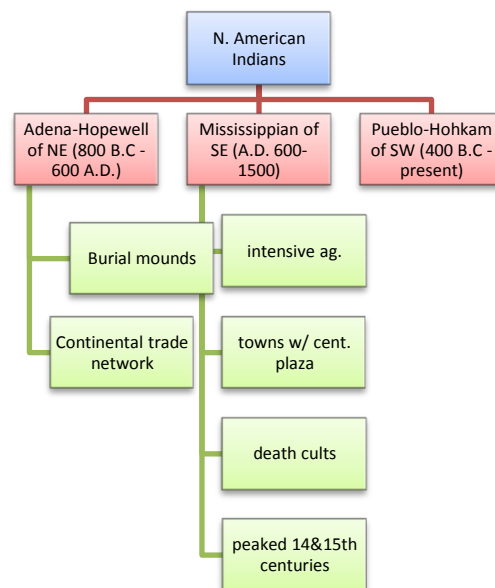 N. American
Indians
Adena-Hopewell
of NE (800 B.C -
600 A.D.)
Mississippian of
SE (A.D. 600-
1500)
Pueblo-Hohkam
of SW (400 B.C -
present)
Burial mounds
Continental trade
network
intensive ag.
towns w/ cent.
plaza
death cults
peaked 14&15th
centuries